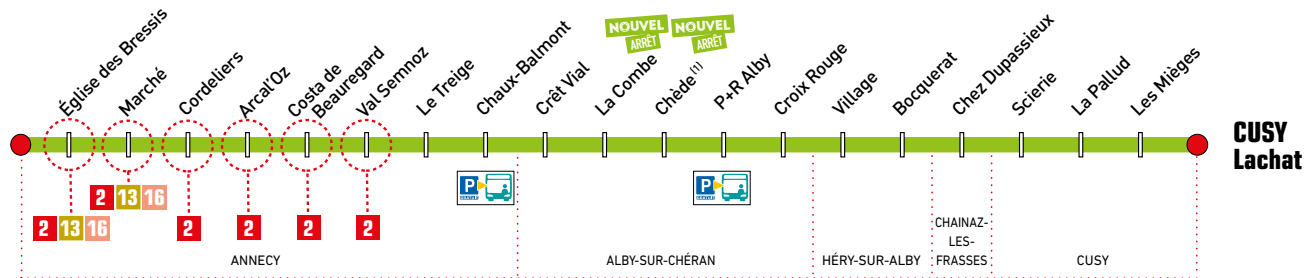 NOUVEL
ARRÊT
NOUVEL
ARRÊT
Église des Bressis
Marché
Cordeliers
Arcal'Oz
Costa de
Beauregard
Val Semnoz
Le Treige
Chaux-Balmont
Crêt Vial
La Combe
Chède (1)
P+R Alby
Croix Rouge
Village
Bocquerat
Chez Dupassieux
Scierie
La Pallud
Les Mièges
CUSY
Lachat
2 13 16
2 13 16
2
2
2
2
P
GRATUIT
P
GRATUIT
ANNECY
ALBY-SUR-CHÉRAN
HÉRY-SUR-ALBY
CHAINAZ-
LES-
FRASSES
CUSY